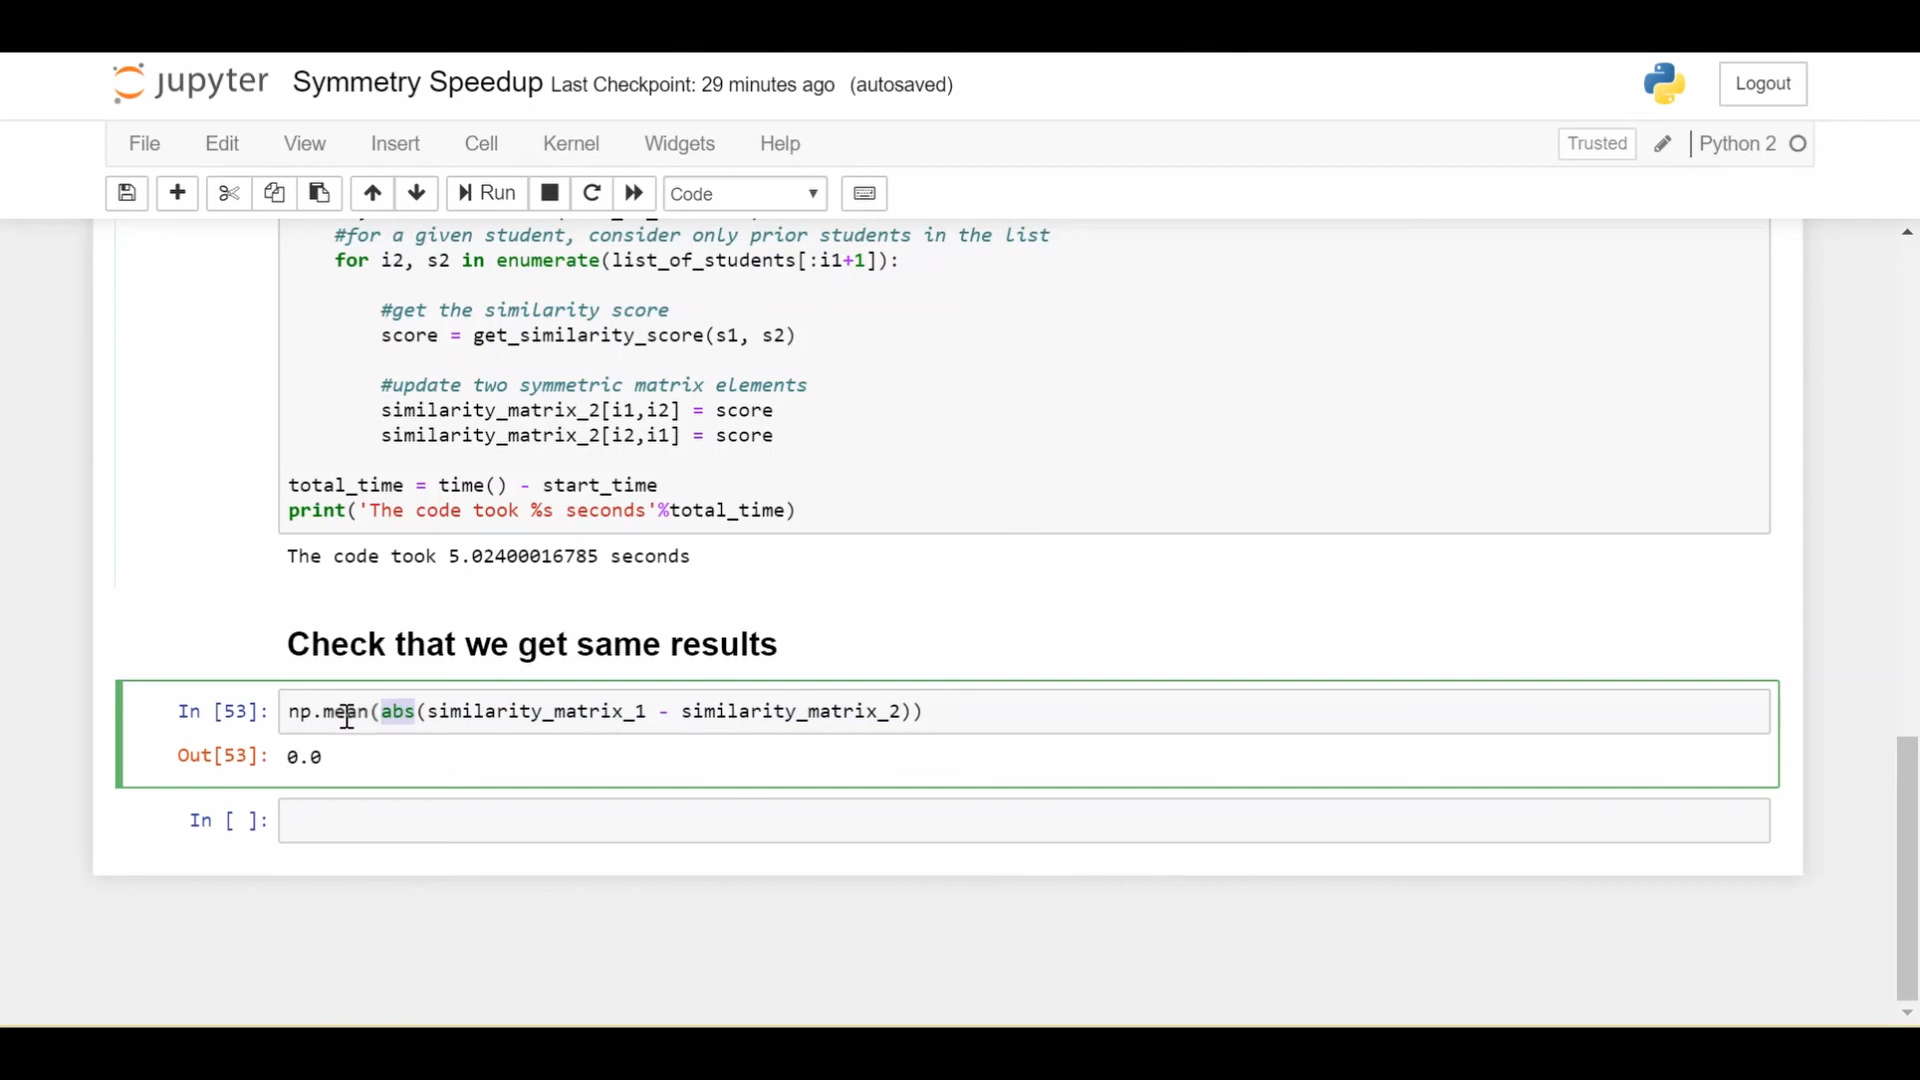 jupyter Symmetry Speedup Last Checkpoint: 29 minutes ago (autosaved)
Logout
File Edit View Insert Cell Kernel Widgets Help
Trusted Python 2
Run Code
#for a given student, consider only prior students in the list
for i2, s2 in enumerate(list_of_students[:i1+1]):
#get the similarity score
score = get_similarity_score(s1, s2)
#update two symmetric matrix elements
similarity_matrix_2[i1,i2] = score
similarity_matrix_2[i2,i1] = score
total_time = time() - start_time
print('The code took %s seconds'%total_time)
The code took 5.02400016785 seconds
Check that we get same results
In [53]: np.mean(abs(similarity_matrix_1 - similarity_matrix_2))
Out[53]: 0.0
In [ ]: